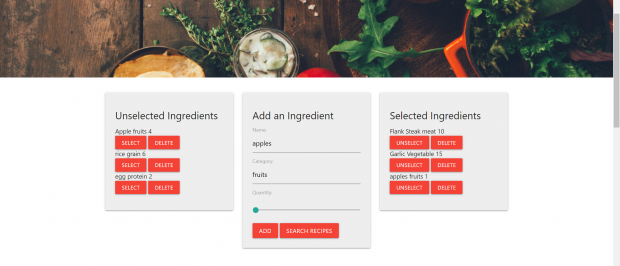 Unselected Ingredients
Apple fruits 4
SELECT DELETE
rice grain 6
SELECT DELETE
egg protein 2
SELECT DELETE
Add an Ingredient
Name:
apples
Category:
fruits
Quantity:
ADD SEARCH RECIPES
Selected Ingredients
Flank Steak meat 10
UNSELECT DELETE
Garlic Vegetable 15
UNSELECT DELETE
apples fruits 1
UNSELECT DELETE